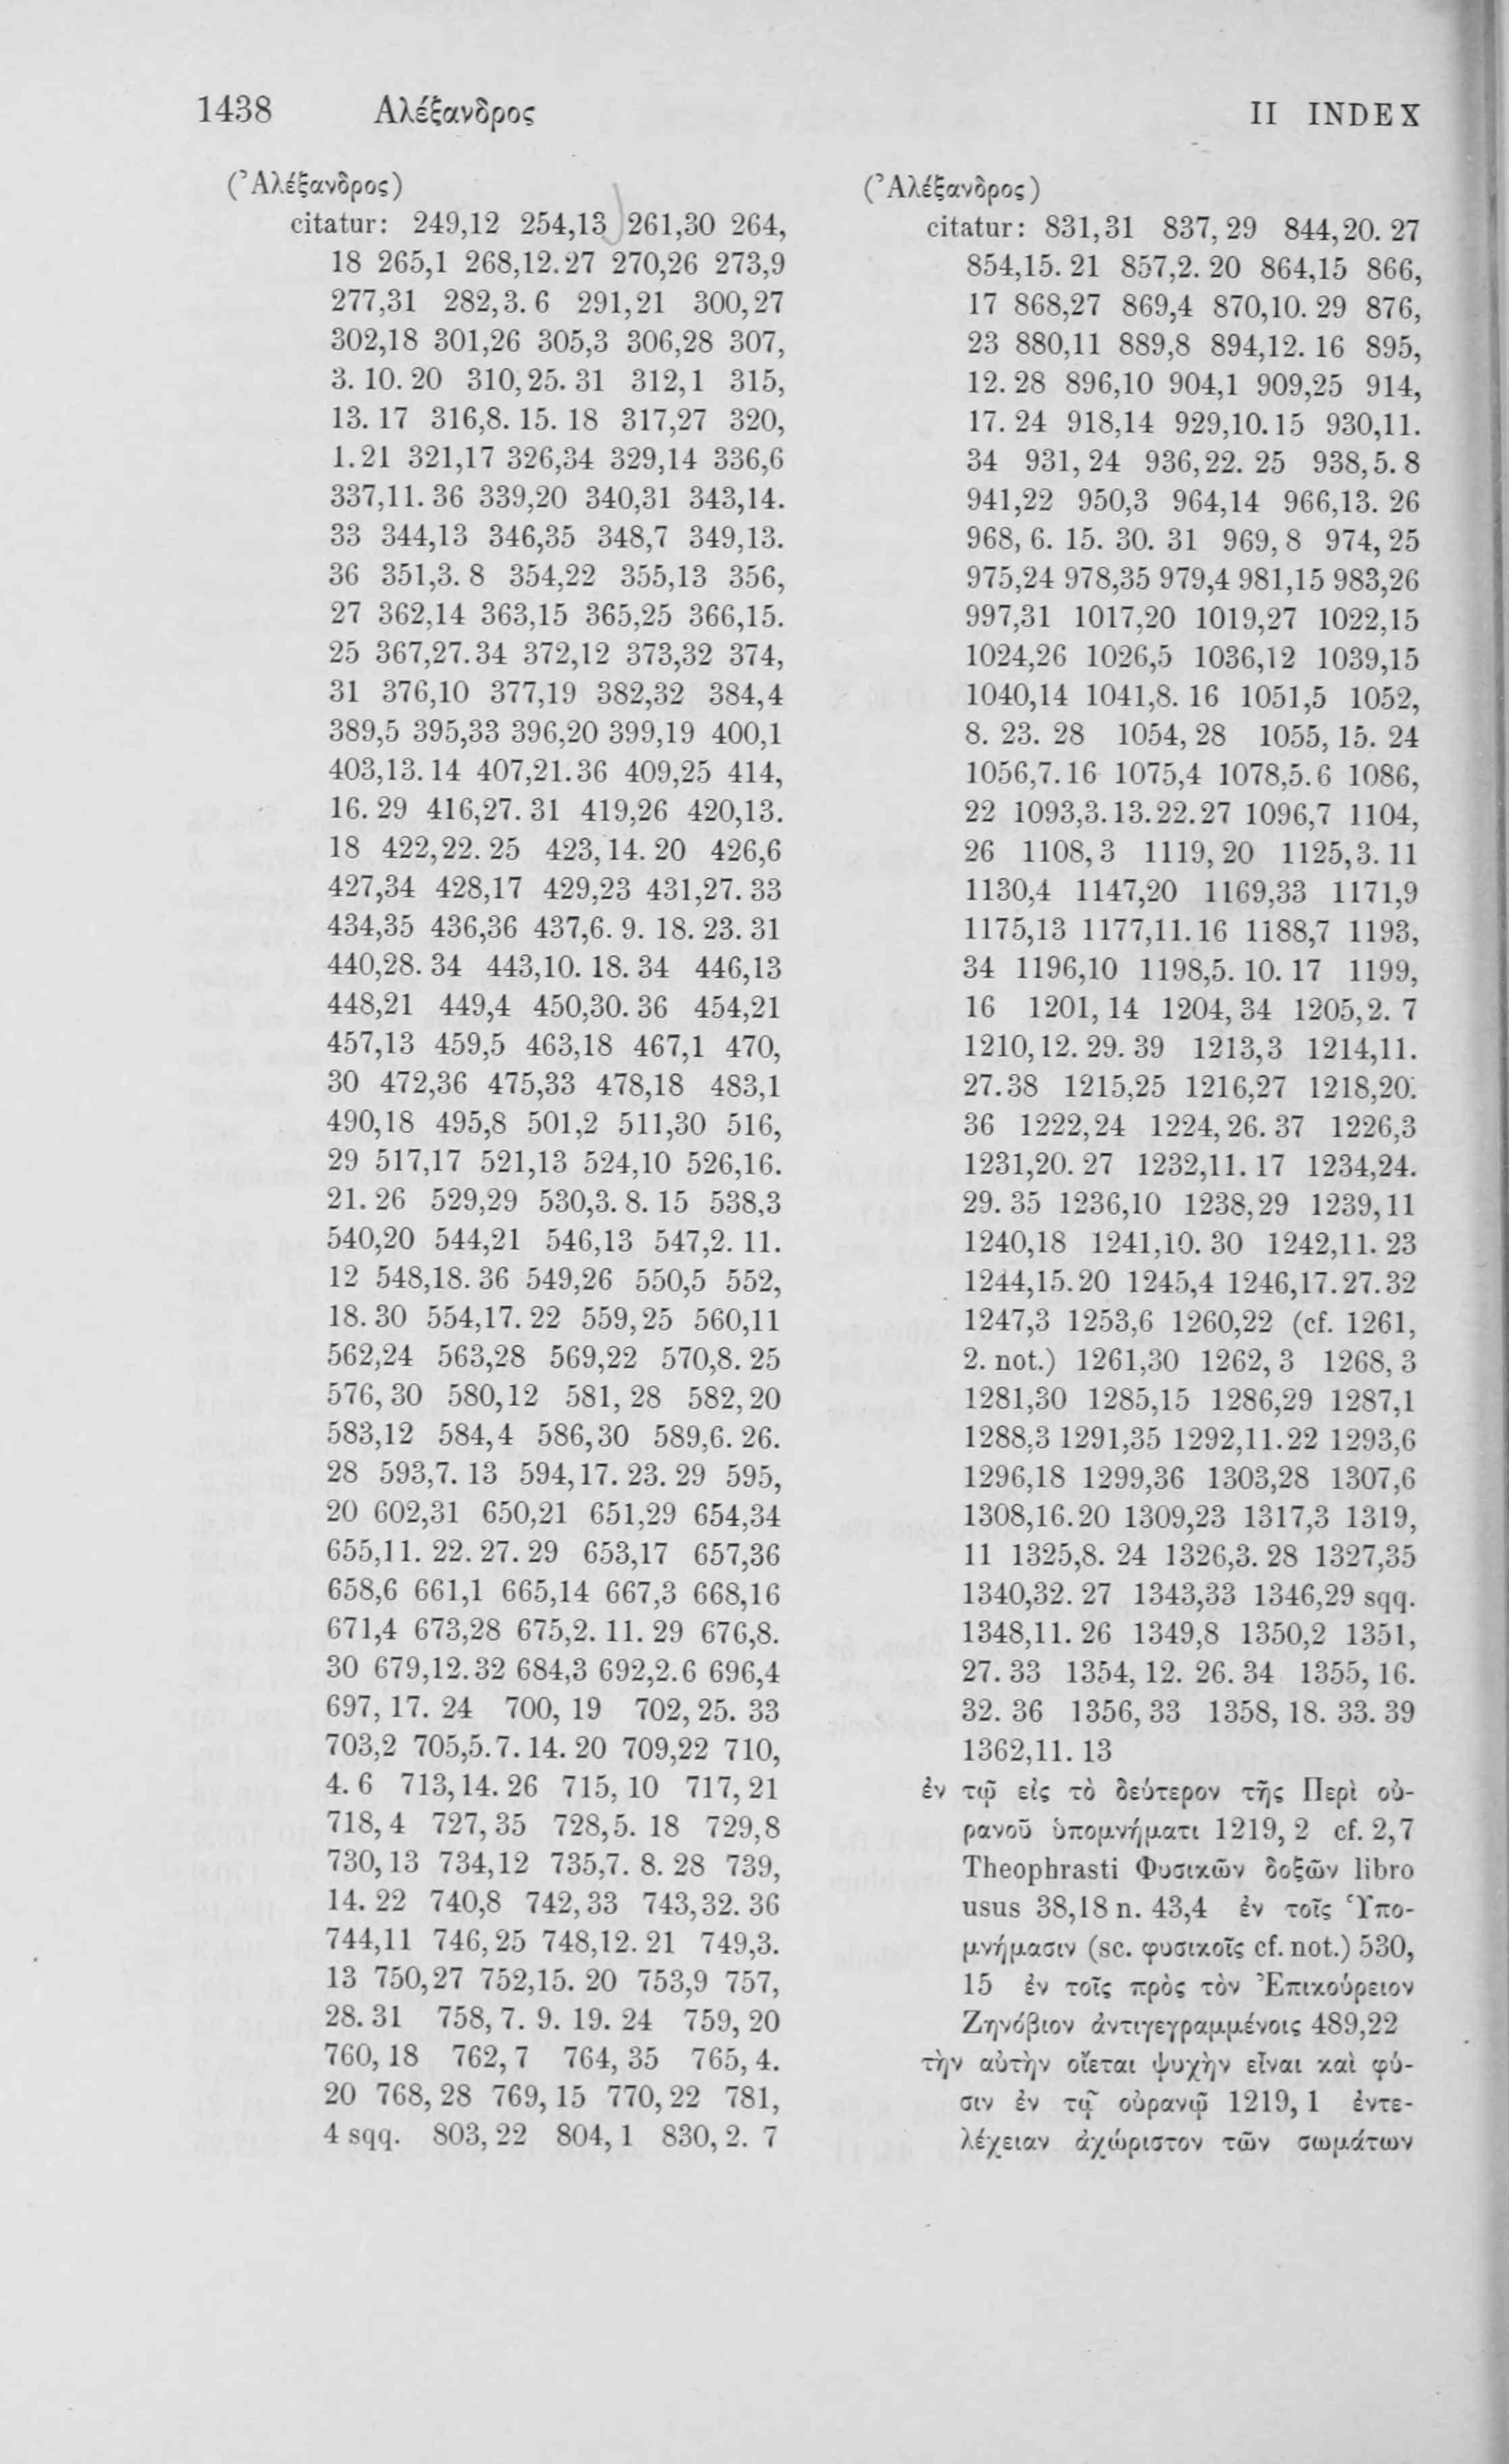 1438 Αλέξανδρος II INDEX
(Ἀλέξανδρος)
citatur: 249,12 254,13 261,30 264,
18 265,1 268,12.27 270,26 273,9
277,31 282,3. 6 291,21 300,27
302,18 301,26 305,3 306,28 307,
3. 10. 20 310,25. 31 312,1 315,
13. 17 316,8. 15. 18 317,27 320,
1.21 321,17 326,34 329,14 336,6
337,11. 36 339,20 340,31 343,14.
33 344,13 346,35 348,7 349,13.
36 351,3. 8 354,22 355,13 356,
27 362,14 363,15 365,25 366,15.
25 367,27.34 372,12 373,32 374,
31 376,10 377,19 382,32 384,4
389,5 395,33 396,20 399,19 400,1
403,13. 14 407,21.36 409,25 414,
16. 29 416,27. 31 419,26 420,13.
18 422,22. 25 423,14. 20 426,6
427,34 428,17 429,23 431,27. 33
434,35 436,36 437,6. 9. 18. 23. 31
440,28. 34 443,10. 18. 34 446,13
448,21 449,4 450,30. 36 454,21
457,13 459,5 463,18 467,1 470,
30 472,36 475,33 478,18 483,1
490,18 495,8 501,2 511,30 516,
29 517,17 521,13 524,10 526,16.
21. 26 529,29 530,3. 8. 15 538,3
540,20 544,21 546,13 547,2. 11.
12 548,18. 36 549,26 550,5 552,
18. 30 554,17. 22 559,25 560,11
562,24 563,28 569,22 570,8. 25
576, 30 580,12 581, 28 582,20
583,12 584,4 586,30 589,6. 26.
28 593,7. 13 594,17. 23. 29 595,
20 602,31 650,21 651,29 654,34
655,11. 22. 27. 29 653,17 657,36
658,6 661,1 665,14 667,3 668,16
671,4 673,28 675,2. 11. 29 676,8.
30 679,12.32 684,3 692,2.6 696,4
697, 17. 24 700, 19 702, 25. 33
703,2 705,5.7. 14. 20 709,22 710,
4. 6 713,14. 26 715, 10 717, 21
718, 4 727, 35 728,5. 18 729,8
730,13 734,12 735,7. 8. 28 739,
14. 22 740,8 742,33 743,32. 36
744,11 746,25 748,12. 21 749,3.
13 750,27 752,15. 20 753,9 757,
28. 31 758, 7. 9. 19. 24 759, 20
760, 18 762, 7 764, 35 765, 4.
20 768, 28 769, 15 770, 22 781,
4 sqq. 803, 22 804, 1 830, 2. 7
(Ἀλέξανδρος)
citatur: 831,31 837, 29 844,20. 27
854,15. 21 857,2. 20 864,15 866,
17 868,27 869,4 870,10. 29 876,
23 880,11 889,8 894,12. 16 895,
12. 28 896,10 904,1 909,25 914,
17. 24 918,14 929,10.15 930,11.
34 931, 24 936,22. 25 938,5. 8
941,22 950,3 964,14 966,13. 26
968, 6. 15. 30. 31 969, 8 974, 25
975,24 978,35 979,4 981,15 983,26
997,31 1017,20 1019,27 1022,15
1024,26 1026,5 1036,12 1039,15
1040,14 1041,8. 16 1051,5 1052,
8. 23. 28 1054, 28 1055, 15. 24
1056,7.16 1075,4 1078,5.6 1086,
22 1093,3.13.22.27 1096,7 1104,
26 1108, 3 1119, 20 1125,3. 11
1130,4 1147,20 1169,33 1171,9
1175,13 1177,11.16 1188,7 1193,
34 1196,10 1198,5. 10. 17 1199,
16 1201, 14 1204, 34 1205,2. 7
1210,12. 29. 39 1213,3 1214,11.
27.38 1215,25 1216,27 1218,20.
36 1222,24 1224, 26. 37 1226,3
1231,20. 27 1232,11. 17 1234,24.
29. 35 1236,10 1238,29 1239,11
1240,18 1241,10. 30 1242,11. 23
1244,15.20 1245,4 1246,17.27.32
1247,3 1253,6 1260,22 (cf. 1261,
2. not.) 1261,30 1262, 3 1268, 3
1281,30 1285,15 1286,29 1287,1
1288,3 1291,35 1292,11.22 1293,6
1296,18 1299,36 1303,28 1307,6
1308,16.20 1309,23 1317,3 1319,
11 1325,8. 24 1326,3. 28 1327,35
1340,32. 27 1343,33 1346,29 sqq.
1348,11. 26 1349,8 1350,2 1351,
27. 33 1354, 12. 26. 34 1355, 16.
32. 36 1356, 33 1358, 18. 33. 39
1362,11. 13
ἐν τῷ εἰς τὸ δεύτερον τῆς Περὶ οὐ-
ρανοῦ ὑπομνήματι 1219, 2 cf. 2,7
Theophrasti Φυσικῶν δοξῶν libro
usus 38,18 n. 43,4 ἐν τοῖς Ὑπο-
μνήμασιν (sc. φυσικοῖς cf. not.) 530,
15 ἐν τοῖς πρὸς τὸν Ἐπικούρειον
Ζηνόβιον ἀντιγεγραμμένοις 489,22
τὴν αὐτὴν οἴεται ψυχὴν εἶναι καὶ φύ-
σιν ἐν τῷ οὐρανῷ 1219, 1 ἐντε-
λέχειαν ἀχώριστον τῶν σωμάτων